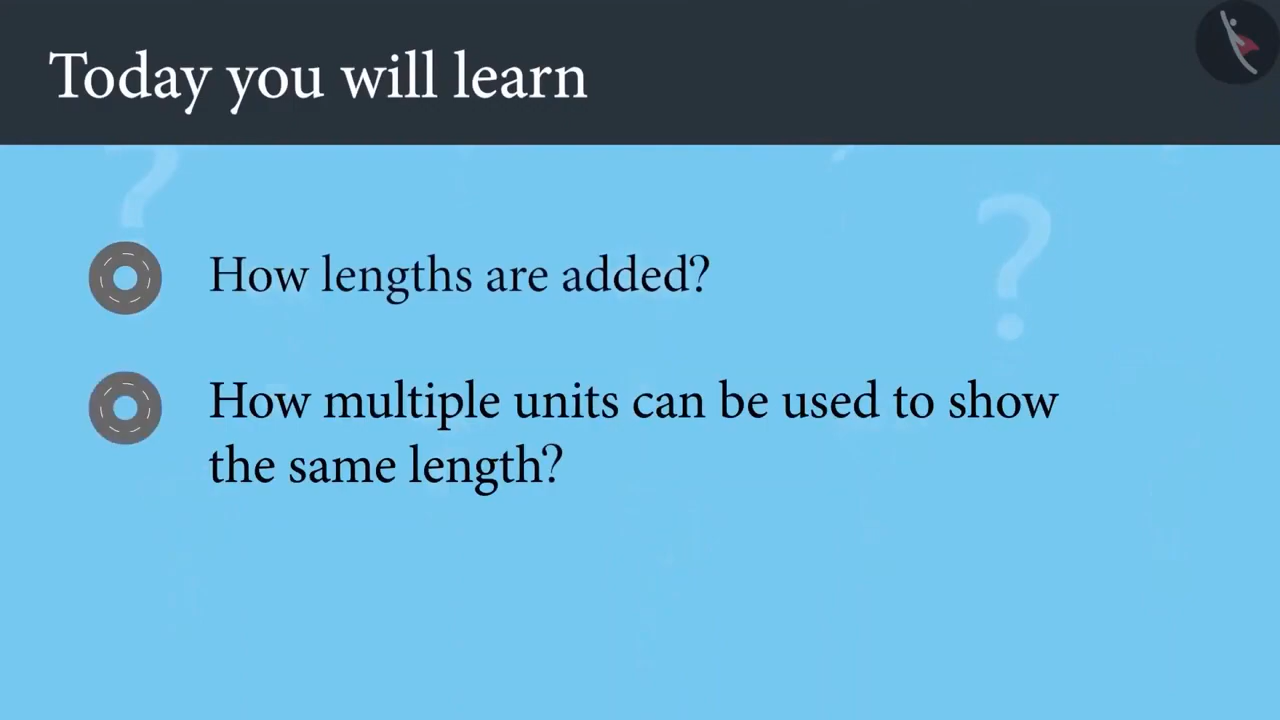 Today you will learn
How lengths are added?
How multiple units can be used to show
the same length?